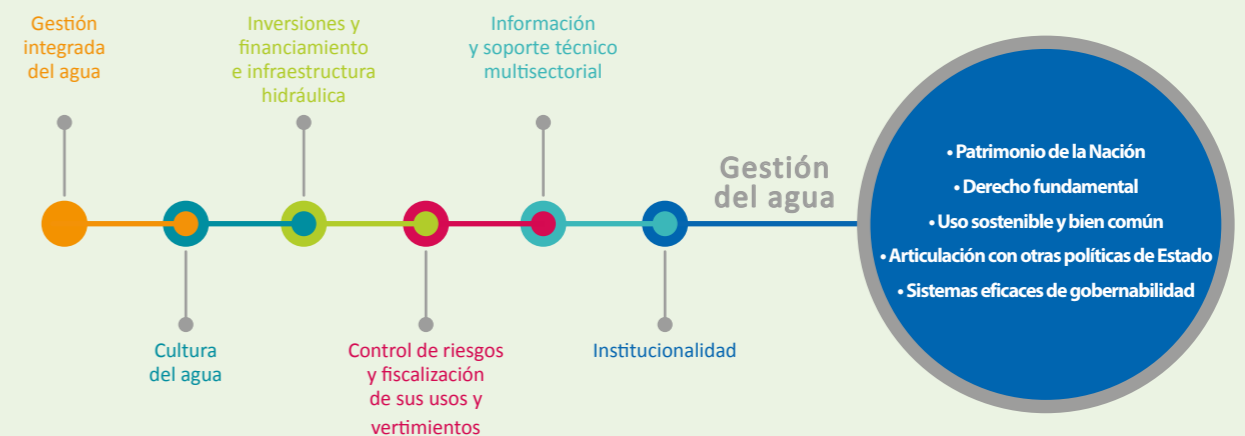 Gestión
integrada
del agua
Inversiones y
financiamiento
e infraestructura
hidráulica
Información
y soporte técnico
multisectorial
Cultura
del agua
Control de riesgos
y fiscalización
de sus usos y
vertimientos
Institucionalidad
Gestión
del agua
• Patrimonio de la Nación
• Derecho fundamental
• Uso sostenible y bien común
• Articulación con otras políticas de Estado
• Sistemas eficaces de gobernabilidad